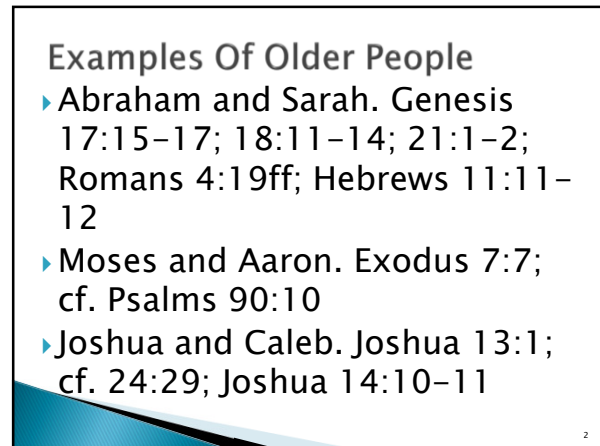 Examples Of Older People
Abraham and Sarah. Genesis
17:15-17; 18:11-14; 21:1-2;
Romans 4:19ff; Hebrews 11:11-
12
Moses and Aaron. Exodus 7:7;
cf. Psalms 90:10
Joshua and Caleb. Joshua 13:1;
cf. 24:29; Joshua 14:10-11
2